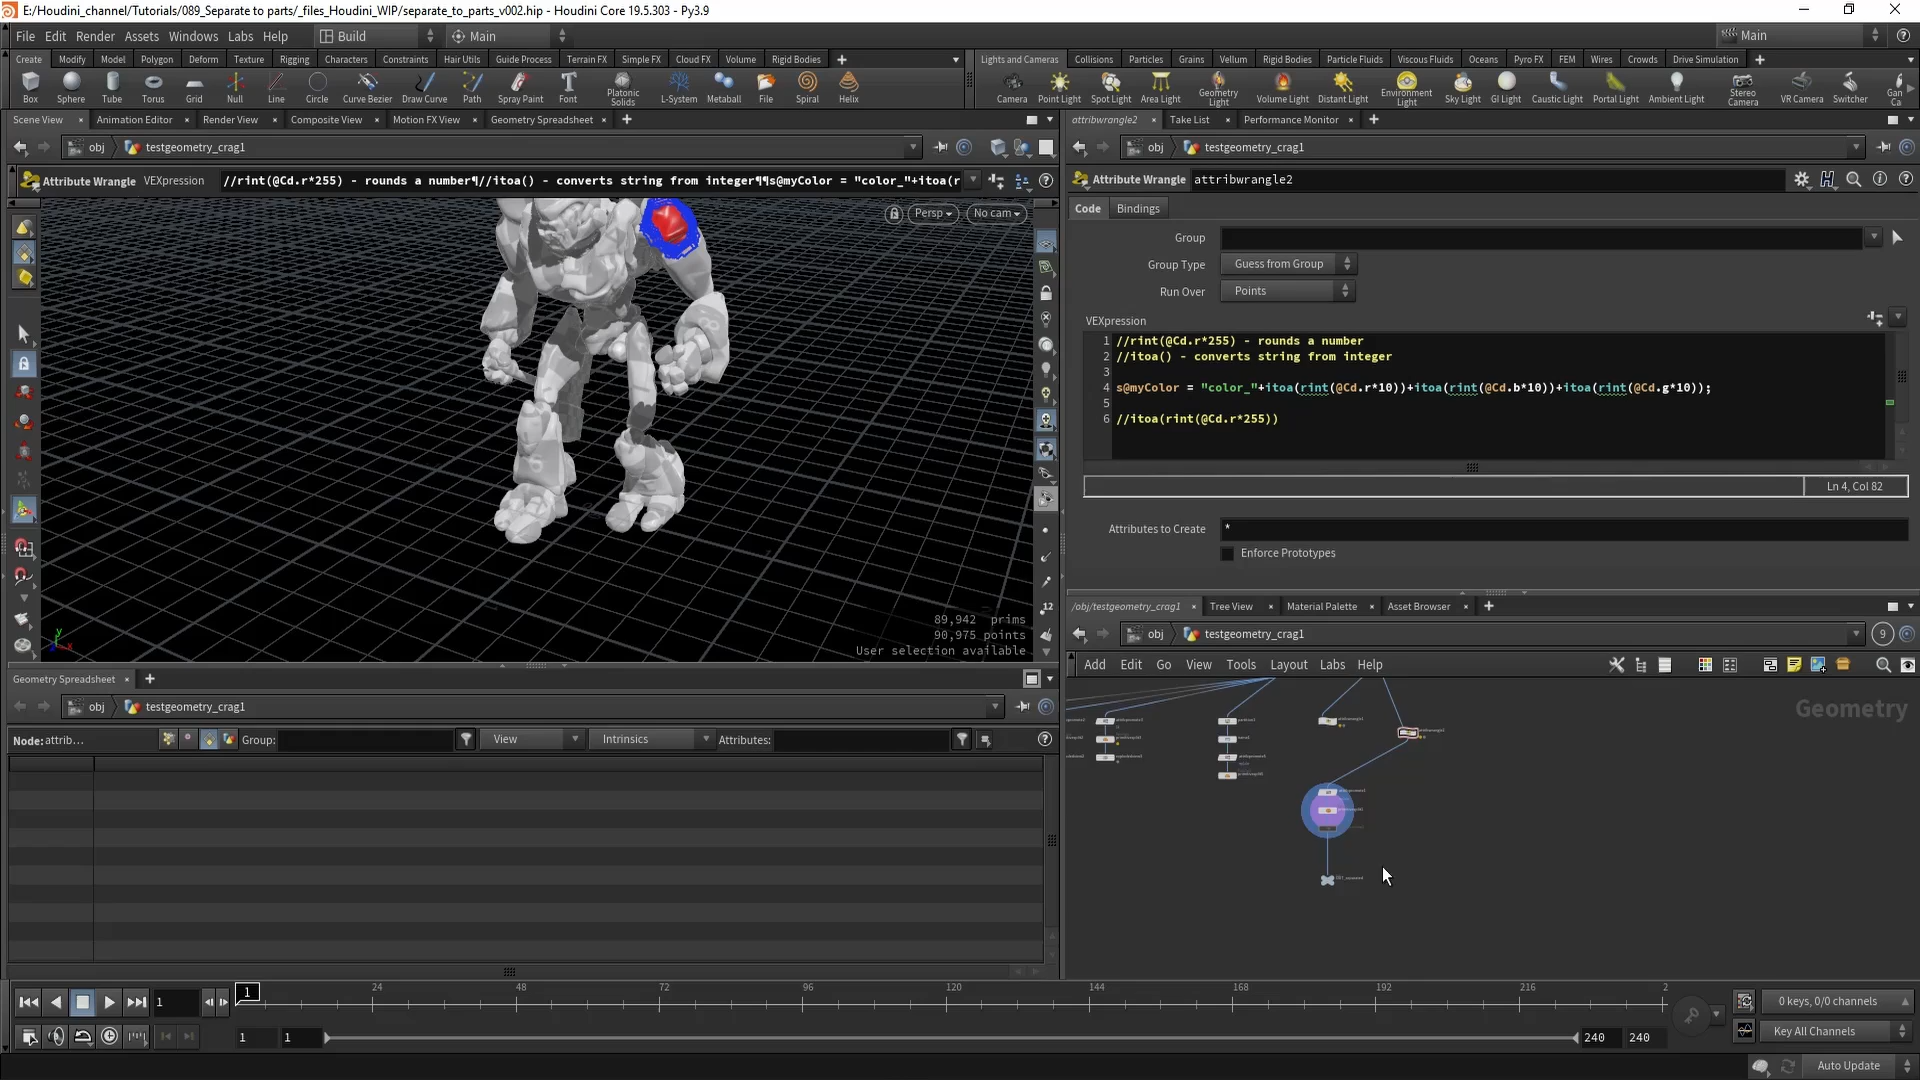 E:/Houdini_channel/Tutorials/089_Separate to parts/_files_Houdini_WIP/separate_to_parts_v002.hip - Houdini Core 19.5.303 - Py3.9
File Edit Render Assets Windows Labs Help Build Main Main
Create Modify Model Polygon Deform Texture Rigging Characters Constraints Hair Utils Guide Process Terrain FX Simple FX Cloud FX Volume Rigid Bodies
Lights and Cameras Collisions Particles Grains Vellum Rigid Bodies Particle Fluids Viscous Fluids Oceans Pyro FX FEM Wires Crowds Drive Simulation
Box Sphere Tube Torus Grid Null Line Circle Curve Bezier Draw Curve Path Spray Paint Font Platonic Solids L-System Metaball File Spiral Helix
Camera Point Light Spot Light Area Light Geometry Light Volume Light Distant Light Environment Light Sky Light GI Light Caustic Light Portal Light Ambient Light Stereo Camera VR Camera Switcher Gan Ca
Scene View Animation Editor Render View Composite View Motion FX View Geometry Spreadsheet
attribwrangle2 Take List Performance Monitor
obj testgeometry_crag1
obj testgeometry_crag1
Attribute Wrangle VEXpression //rint(@Cd.r*255) - rounds a number¶//itoa() - converts string from integer¶¶s@myColor = "color_"+itoa(r
Attribute Wrangle attribwrangle2
Persp No cam
Code Bindings
Group
Group Type Guess from Group
Run Over Points
VEXpression
1 //rint(@Cd.r*255) - rounds a number
2 //itoa() - converts string from integer
3
4 s@myColor = "color_"+itoa(rint(@Cd.r*10))+itoa(rint(@Cd.b*10))+itoa(rint(@Cd.g*10));
5
6 //itoa(rint(@Cd.r*255))
Ln 4, Col 82
Attributes to Create *
Enforce Prototypes
12
89,942 prims
90,975 points
User selection available
y
x
/obj/testgeometry_crag1 Tree View Material Palette Asset Browser
obj testgeometry_crag1 9
Add Edit Go View Tools Layout Labs Help
Geometry
Geometry Spreadsheet
obj testgeometry_crag1
Node: attrib... Group: View Intrinsics Attributes:
1 1 24 48 72 96 120 144 168 192 216 2
0 keys, 0/0 channels
1 1 240 240
Key All Channels
Auto Update